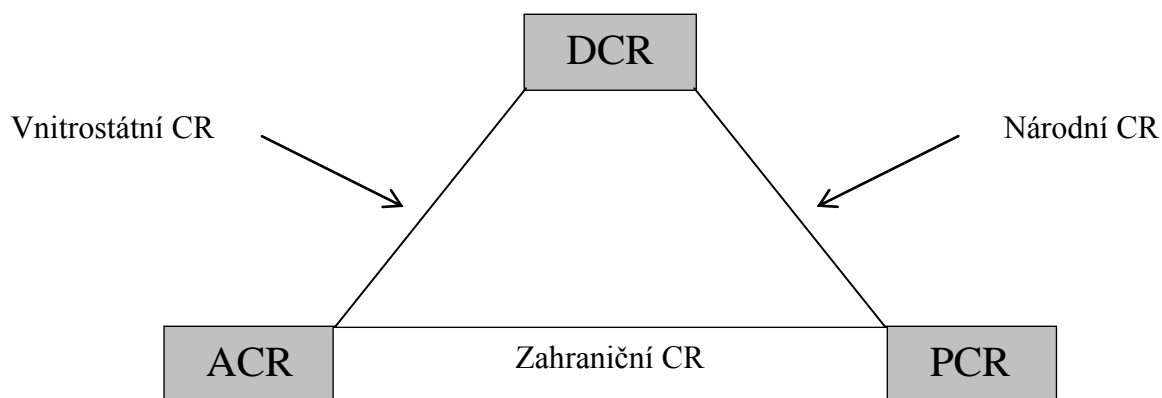 DCR
Vnitrostátní CR
Národní CR
ACR
Zahraniční CR
PCR